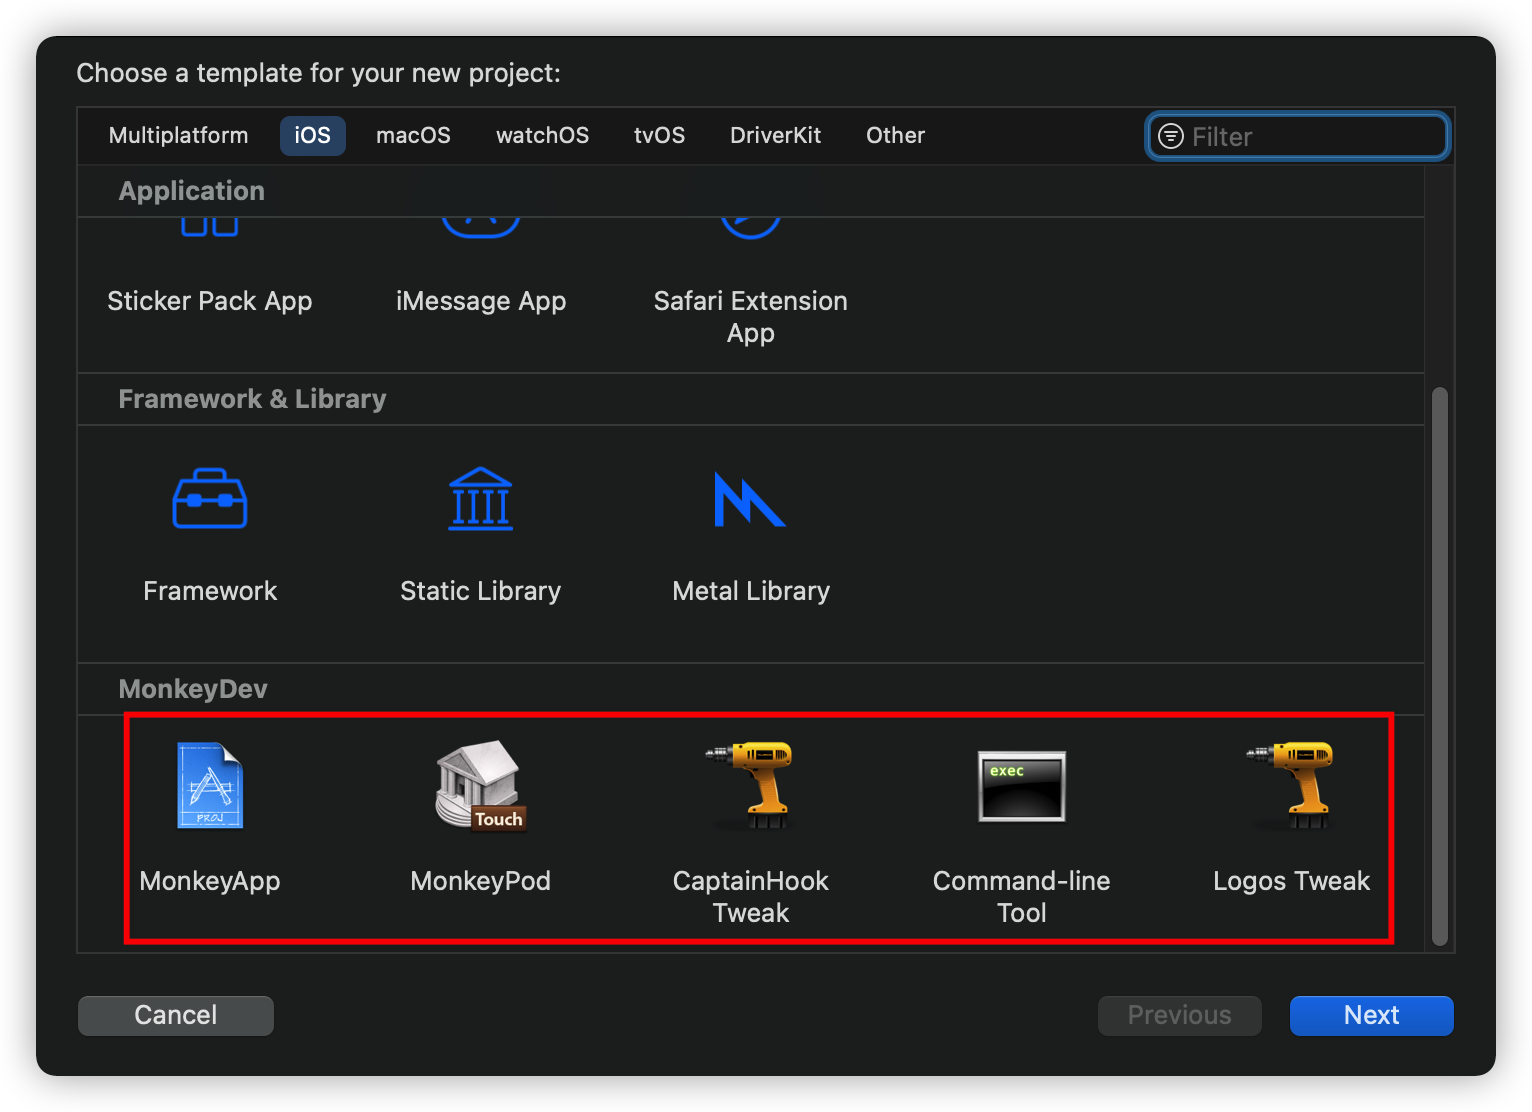 Choose a template for your new project:
Multiplatform iOS macOS watchOS tvOS DriverKit Other Filter
Application
Sticker Pack App iMessage App Safari Extension
App
Framework & Library
Framework Static Library Metal Library
MonkeyDev
PROJ Touch exec
MonkeyApp MonkeyPod CaptainHook Command-line Logos Tweak
Tweak Tool
Cancel Previous Next